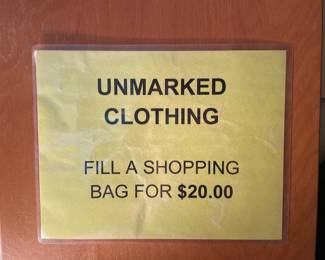 UNMARKED
CLOTHING
FILL A SHOPPING
BAG FOR $20.00